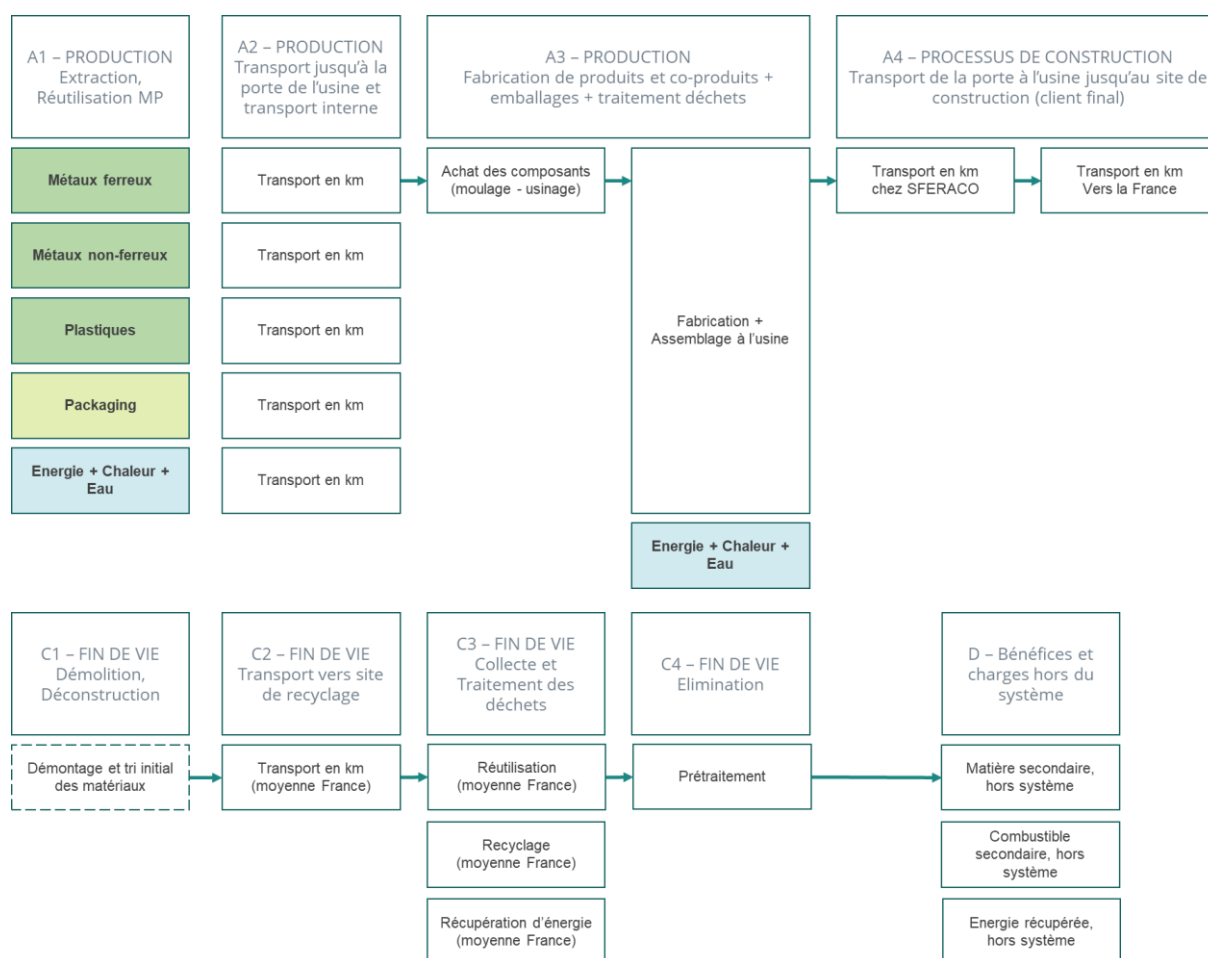 A1 – PRODUCTION
Extraction,
Réutilisation MP
A2 – PRODUCTION
Transport jusqu'à la
porte de l'usine et
transport interne
A3 – PRODUCTION
Fabrication de produits et co-produits +
emballages + traitement déchets
A4 – PROCESSUS DE CONSTRUCTION
Transport de la porte à l'usine jusqu'au site de
construction (client final)
Métaux ferreux
Transport en km
Achat des composants
(moulage - usinage)
Transport en km
chez SFERACO
Transport en km
Vers la France
Métaux non-ferreux
Transport en km
Plastiques
Transport en km
Fabrication +
Assemblage à l'usine
Packaging
Transport en km
Energie + Chaleur +
Eau
Transport en km
Energie + Chaleur +
Eau
C1 – FIN DE VIE
Démolition,
Déconstruction
C2 – FIN DE VIE
Transport vers site
de recyclage
C3 – FIN DE VIE
Collecte et
Traitement des
déchets
C4 – FIN DE VIE
Elimination
D – Bénéfices et
charges hors du
système
Démontage et tri initial
des matériaux
Transport en km
(moyenne France)
Réutilisation
(moyenne France)
Prétraitement
Matière secondaire,
hors système
Recyclage
(moyenne France)
Combustible
secondaire, hors
système
Récupération d'énergie
(moyenne France)
Energie récupérée,
hors système